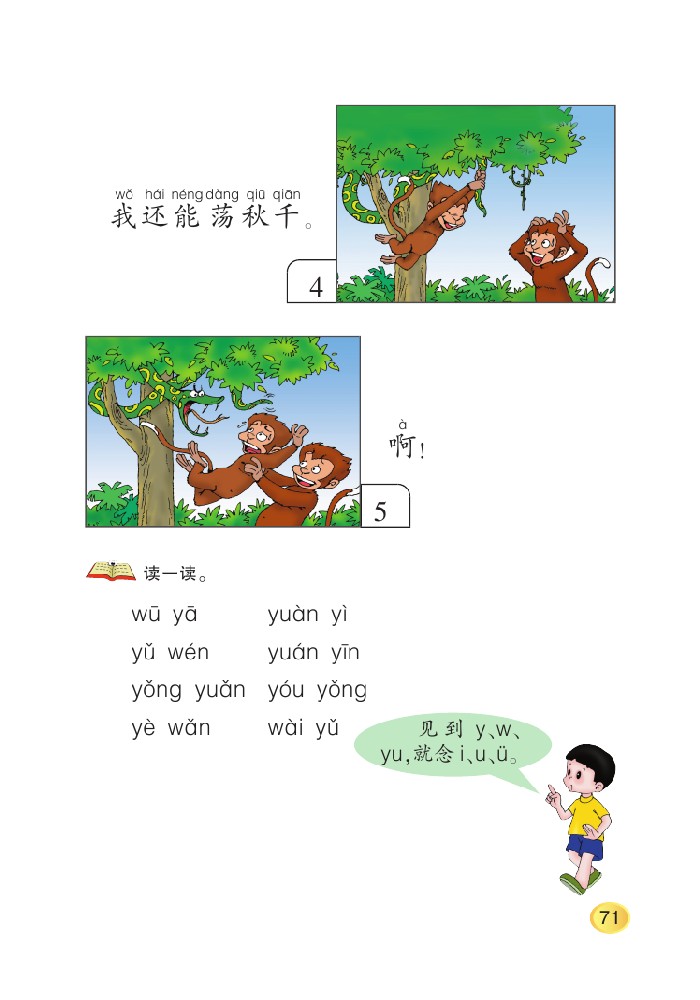 wǒ hái néng dàng qiū qiān
我还能荡秋千。
4
à
啊!
5
读一读。
wū yā yuàn yì
yǔ wén yuán yīn
yǒng yuǎn yóu yǒng
yè wǎn wài yǔ
见到 y、w、
yu,就念 i、u、ü。
71